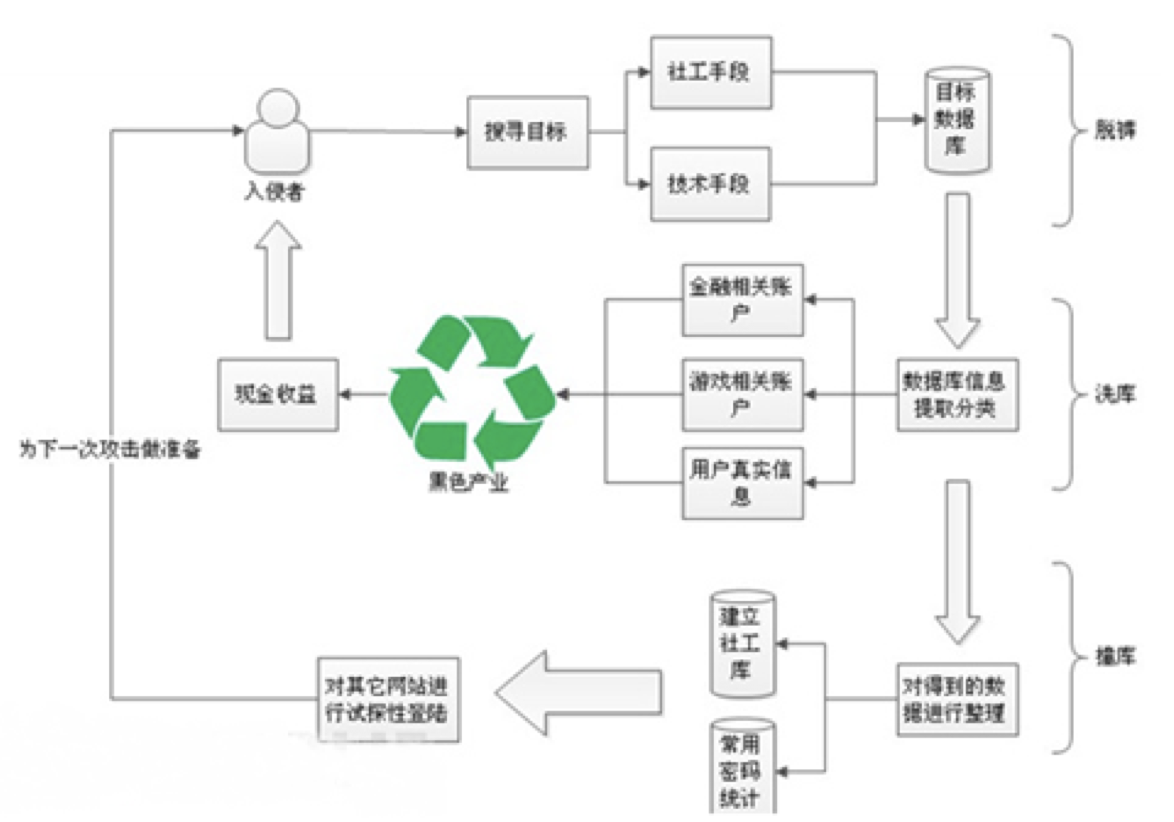 社工手段
目标
数据
库
搜寻目标
脱裤
技术手段
入侵者
金融相关账
户
现金收益
游戏相关账
户
数据库信息
提取分类
洗库
为下一次攻击做准备
用户真实信
息
黑色产业
建立
社工
库
撞库
对其它网站进
行试探性登陆
对得到的数
据进行整理
常用
密码
统计